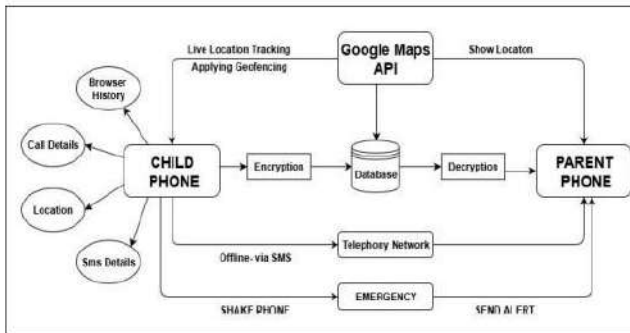 Live Location Tracking
Applying Geofencing
Google Maps
API
Show Locaton
Browser
History
Call Details
Location
Sms Details
CHILD
PHONE
Encryption
Database
Decryption
PARENT
PHONE
Offline- via SMS
Telephony Network
SHAKE PHONE
EMERGENCY
SEND ALERT